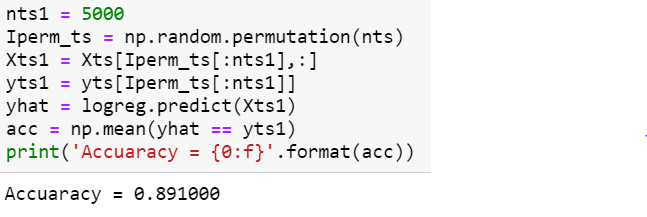 nts1 = 5000
Iperm_ts = np.random.permutation(nts)
Xts1 = Xts[Iperm_ts[:nts1],:]
yts1 = yts[Iperm_ts[:nts1]]
yhat = logreg.predict(Xts1)
acc = np.mean(yhat == yts1)
print('Accuaracy = {0:f}'.format(acc))
Accuaracy = 0.891000